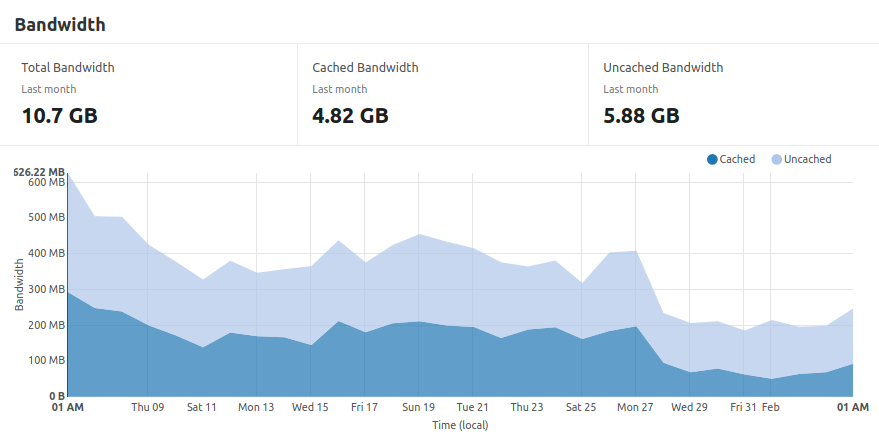 Bandwidth
Total Bandwidth
Last month
10.7 GB
Cached Bandwidth
Last month
4.82 GB
Uncached Bandwidth
Last month
5.88 GB
Cached Uncached
626.22 MB
600 MB
500 MB
400 MB
300 MB
200 MB
100 MB
0 B
Bandwidth
01 AM Thu 09 Sat 11 Mon 13 Wed 15 Fri 17 Sun 19 Tue 21 Thu 23 Sat 25 Mon 27 Wed 29 Fri 31 Feb 01 AM
Time (local)